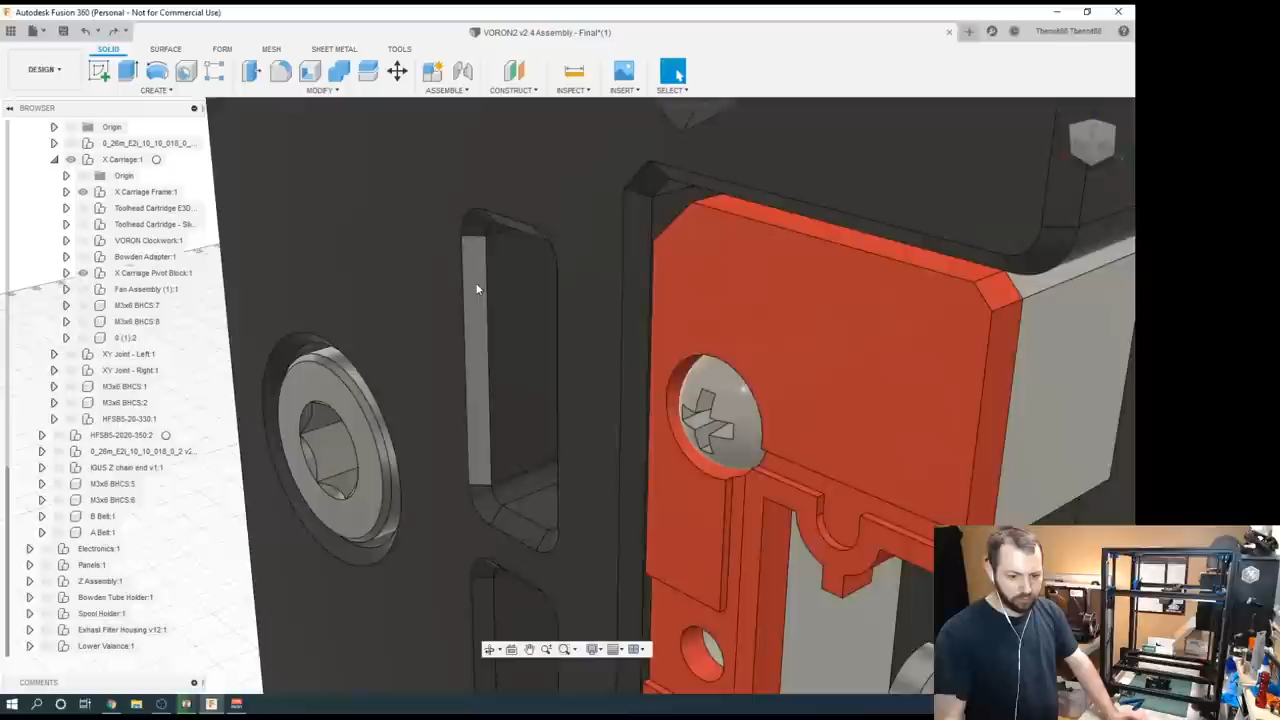 Autodesk Fusion 360 (Personal - Not for Commercial Use)
VORON2 v2.4 Assembly - Final*(1)
SOLID
SURFACE
FORM
MESH
SHEET METAL
TOOLS
DESIGN
CREATE
MODIFY
ASSEMBLE
CONSTRUCT
INSPECT
INSERT
SELECT
BROWSER
Origin
0_26m_E2i_10_10_018_0_...
X Carriage:1
Origin
X Carriage Frame:1
Toolhead Cartridge E3D...
Toolhead Cartridge - Sk...
VORON Clockwork:1
Bowden Adapter:1
X Carriage Pivot Block:1
Fan Assembly (1):1
M3x6 BHCS:7
M3x6 BHCS:8
0 (1):2
XY Joint - Left:1
XY Joint - Right:1
M3x6 BHCS:1
M3x6 BHCS:2
HFSB5-20-330:1
HFSB5-2020-350:2
0_26m_E2i_10_10_018_0_2 v2...
IGUS Z chain end v1:1
M3x6 BHCS:5
M3x6 BHCS:6
B Belt:1
A Belt:1
Electronics:1
Panels:1
Z Assembly:1
Bowden Tube Holder:1
Spool Holder:1
Exhast Filter Housing v12:1
Lower Valance:1
COMMENTS